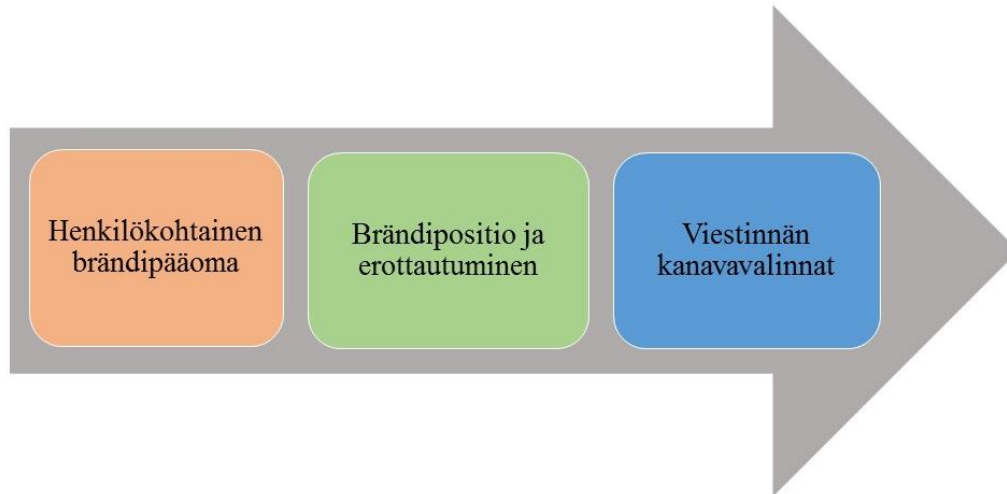 Henkilökohtainen
brändipääoma
Brändipositio ja
erottautuminen
Viestinnän
kanavavalinnat